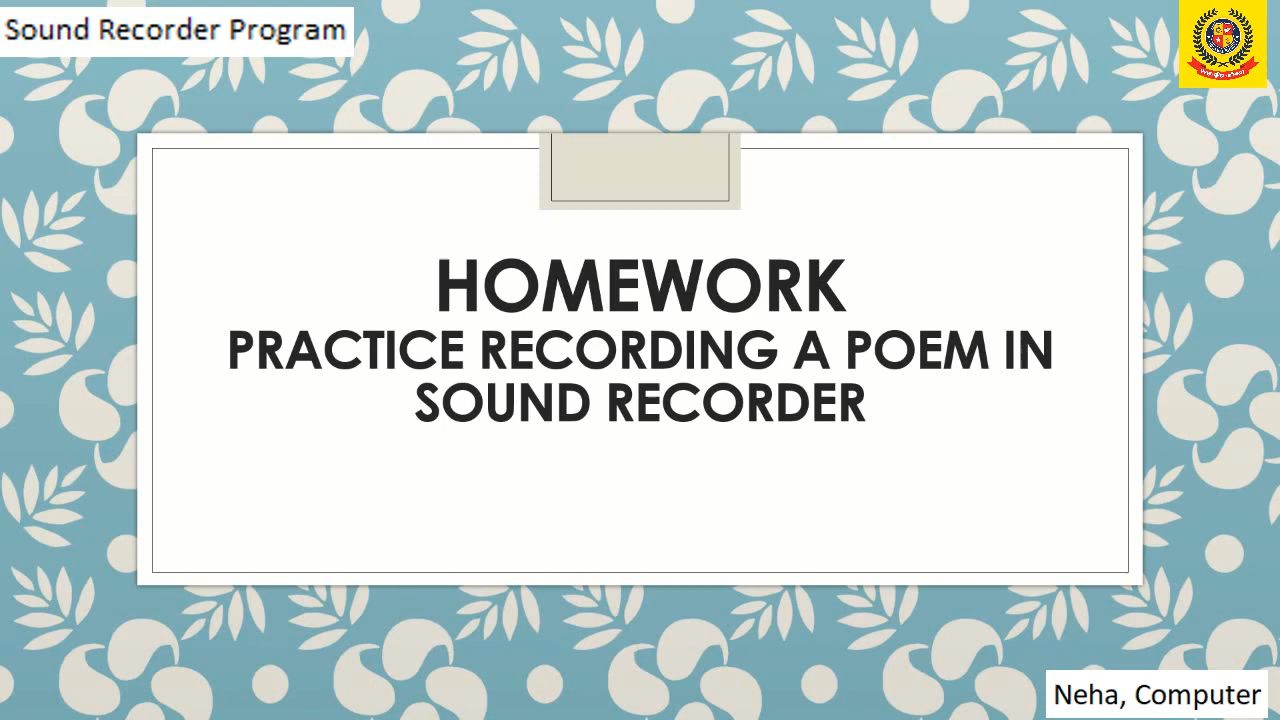 Sound Recorder Program
HOMEWORK
PRACTICE RECORDING A POEM IN
SOUND RECORDER
Neha, Computer